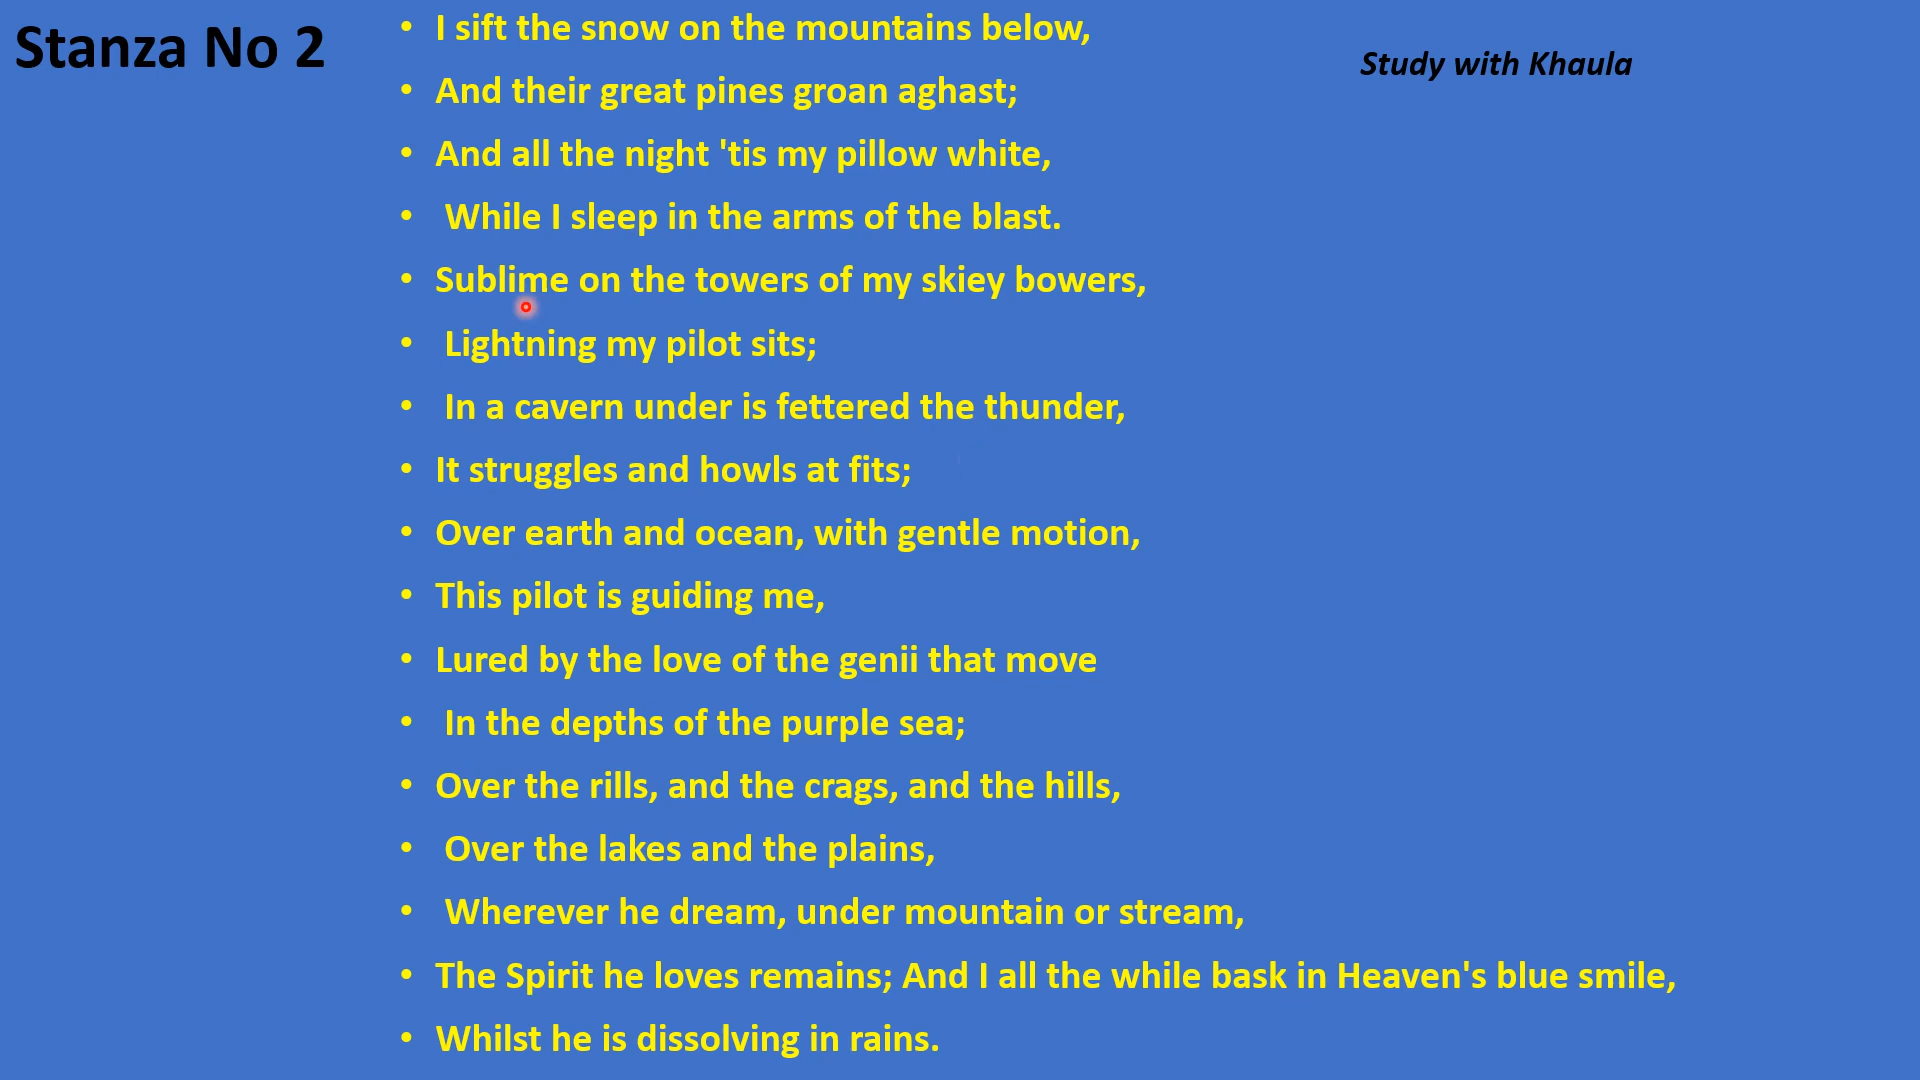 Stanza No 2
Study with Khaula
• I sift the snow on the mountains below,
• And their great pines groan aghast;
• And all the night 'tis my pillow white,
• While I sleep in the arms of the blast.
• Sublime on the towers of my skiey bowers,
• Lightning my pilot sits;
• In a cavern under is fettered the thunder,
• It struggles and howls at fits;
• Over earth and ocean, with gentle motion,
• This pilot is guiding me,
• Lured by the love of the genii that move
• In the depths of the purple sea;
• Over the rills, and the crags, and the hills,
• Over the lakes and the plains,
• Wherever he dream, under mountain or stream,
• The Spirit he loves remains; And I all the while bask in Heaven's blue smile,
• Whilst he is dissolving in rains.